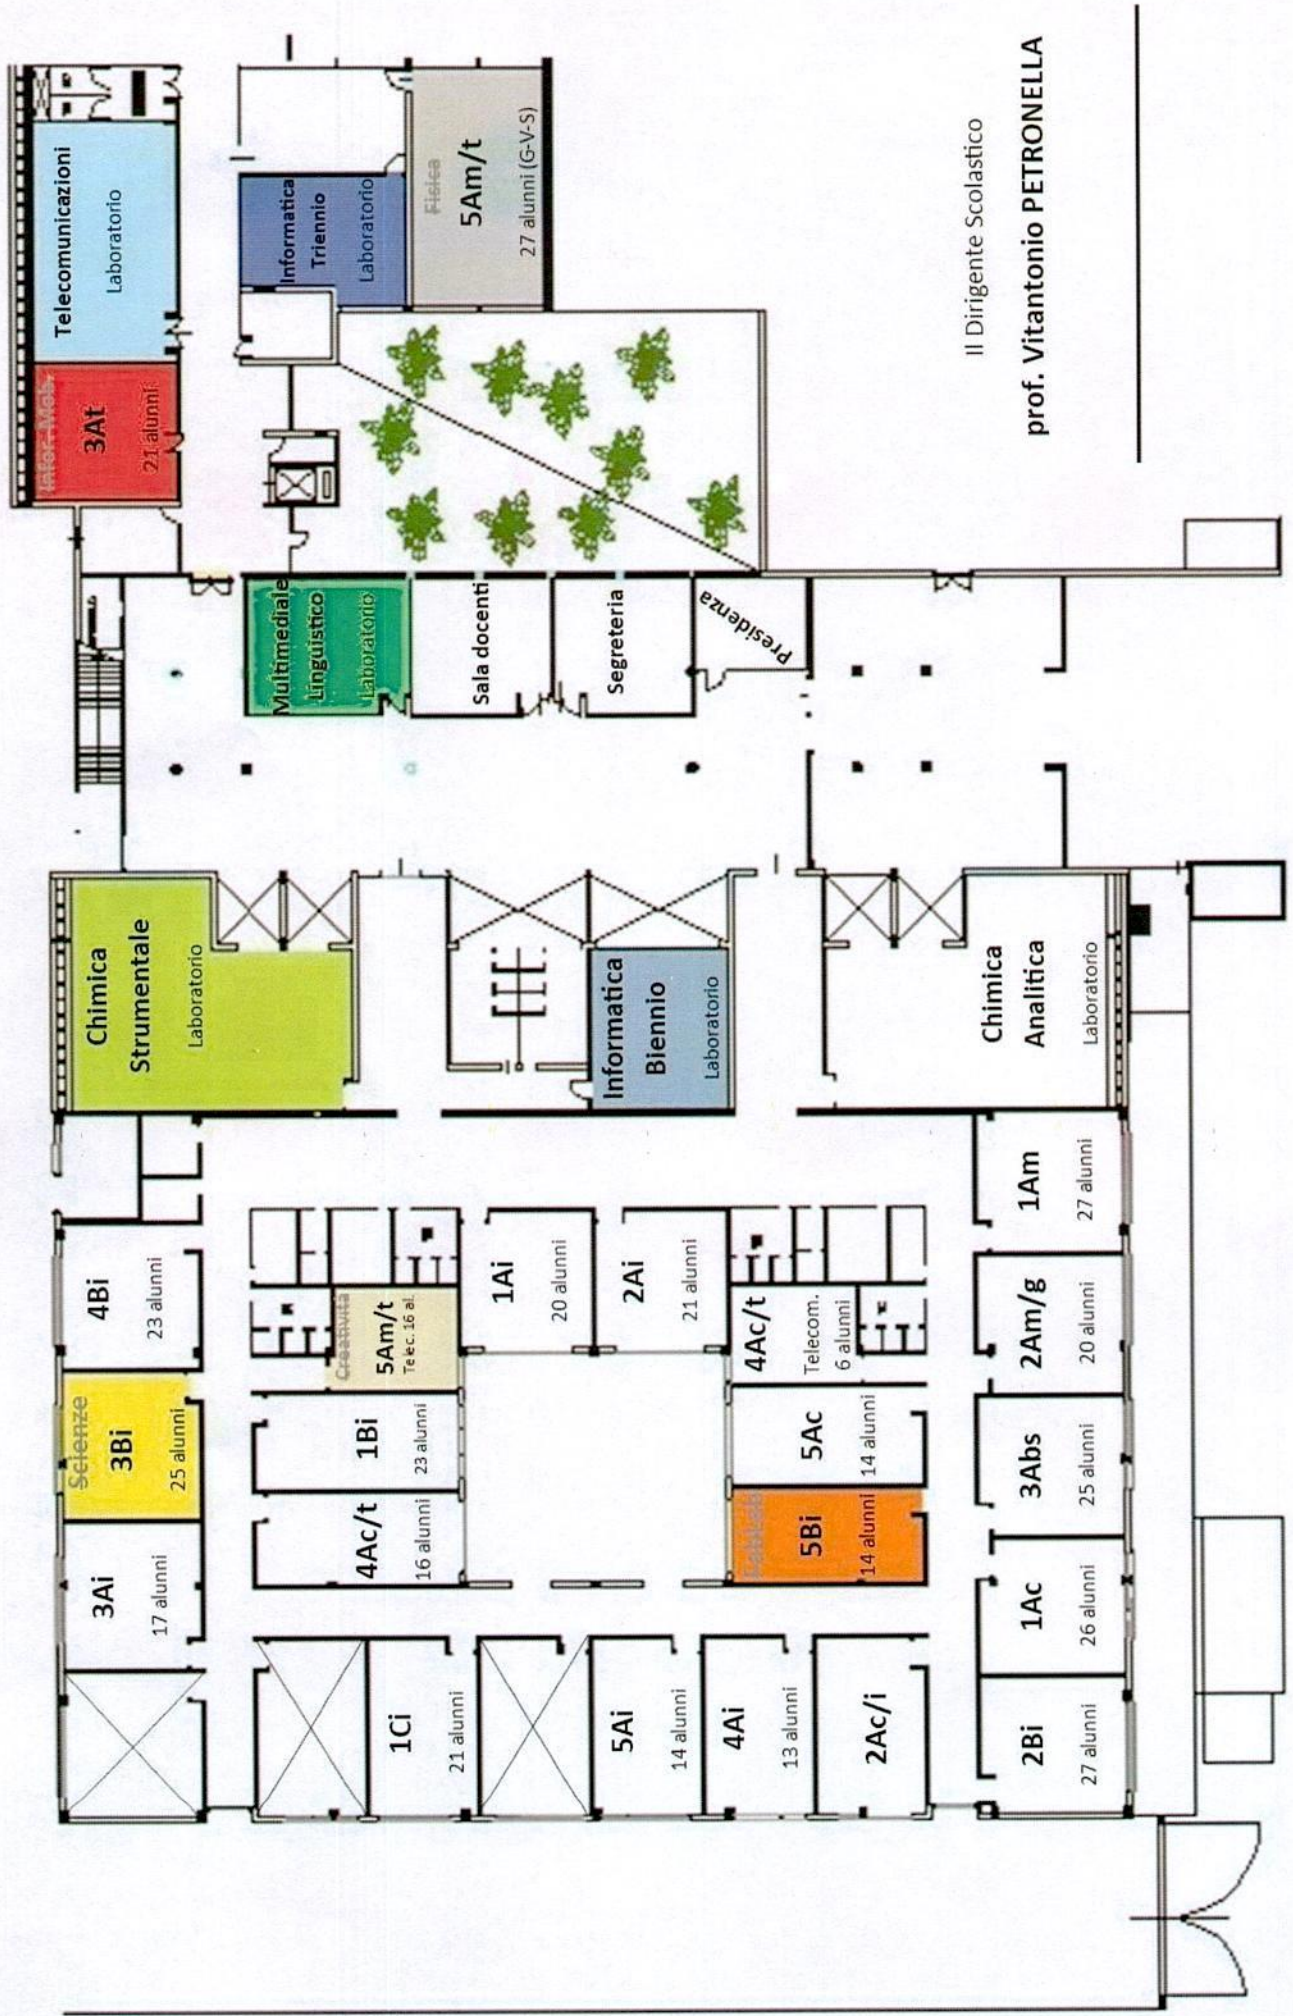 Infor. Mob.
3At
21 alunni
Telecomunicazioni
Laboratorio
Informatica
Triennio
Laboratorio
Fisica
5Am/t
27 alunni (G-V-S)
Multimediale
Linguistico
Laboratorio
Sala docenti
Segreteria
Presidenza
Il Dirigente Scolastico
prof. Vitantonio PETRONELLA
Chimica
Strumentale
Laboratorio
Informatica
Biennio
Laboratorio
Chimica
Analitica
Laboratorio
3Ai
17 alunni
Scienze
3Bi
25 alunni
4Bi
23 alunni
4Ac/t
16 alunni
1Bi
23 alunni
Creatività
5Am/t
Telec. 16 al.
1Ai
20 alunni
2Ai
21 alunni
4Ac/t
Telecom.
6 alunni
5Ac
14 alunni
5Bi
14 alunni
1Ci
21 alunni
5Ai
14 alunni
4Ai
13 alunni
2Ac/i
2Bi
27 alunni
1Ac
26 alunni
3Abs
25 alunni
2Am/g
20 alunni
1Am
27 alunni